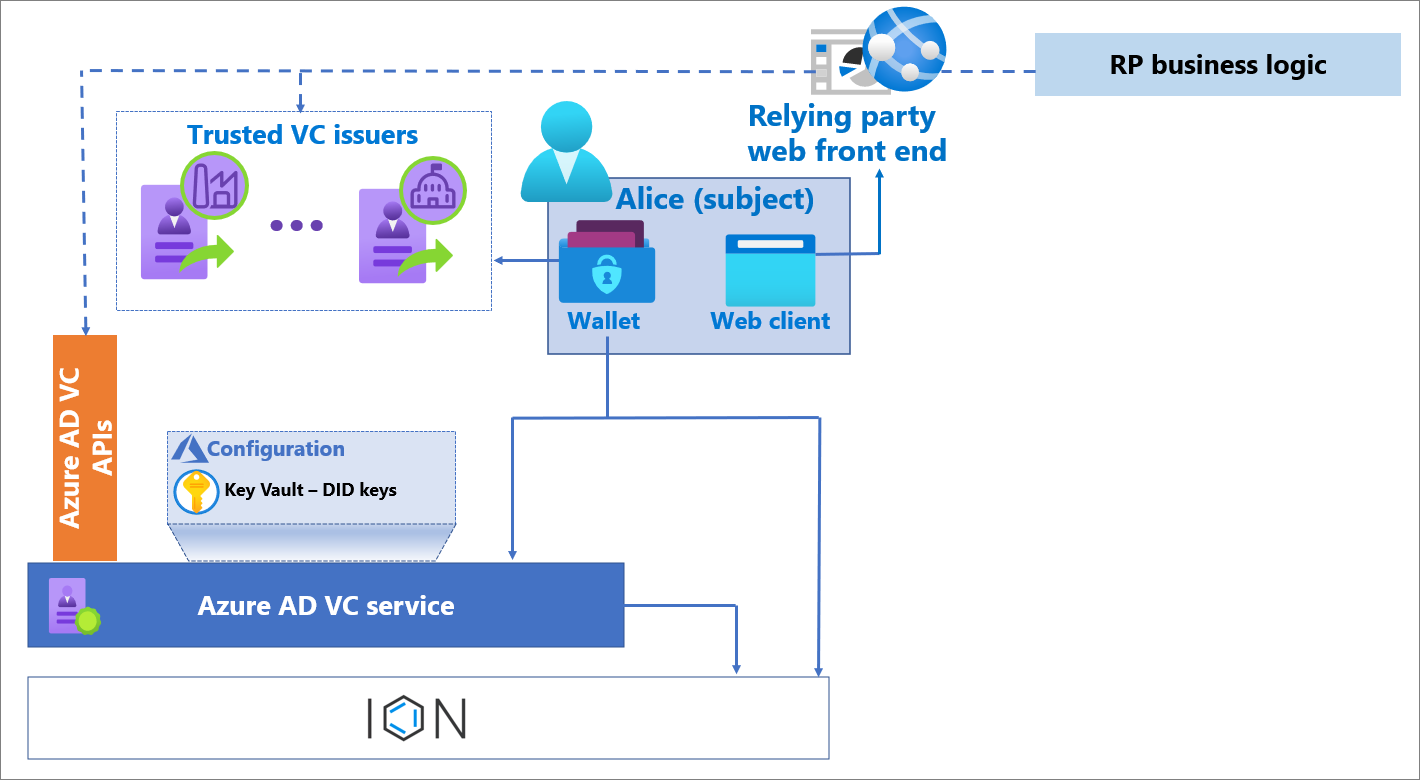 RP business logic
Relying party
web front end
Trusted VC issuers
Alice (subject)
Wallet
Web client
Azure AD VC
APIs
Configuration
Key Vault – DID keys
Azure AD VC service
ION